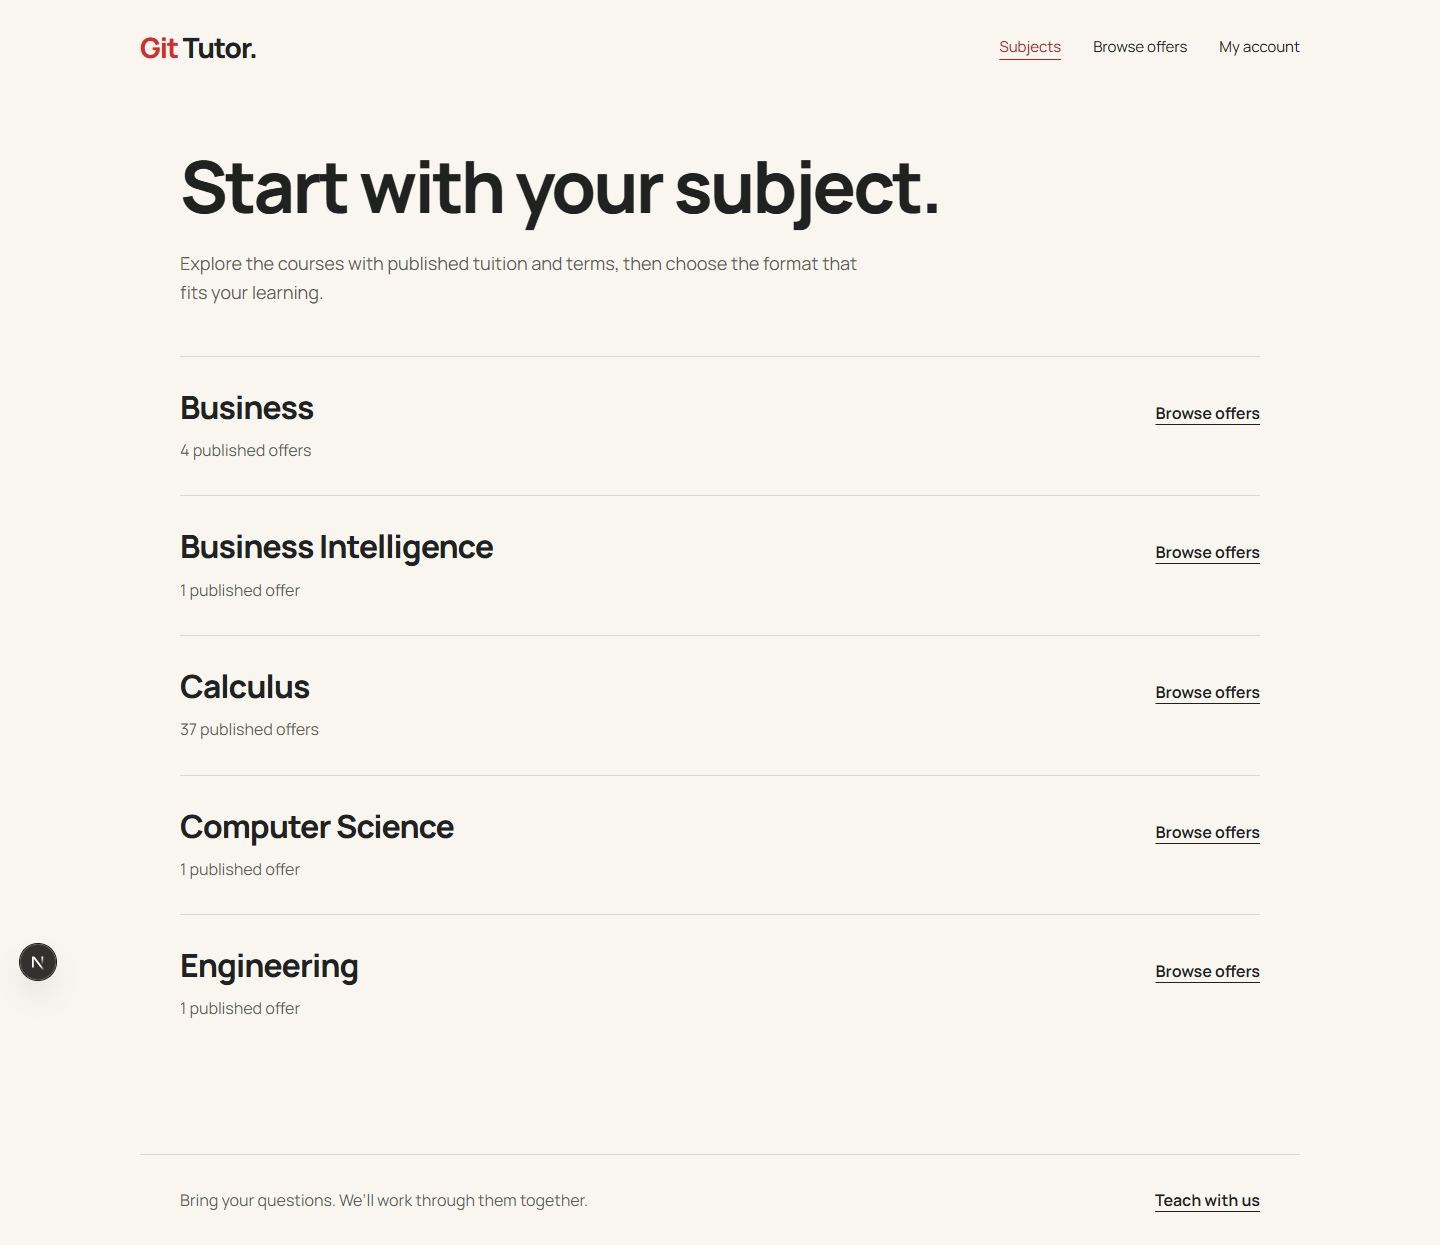 Git Tutor.
Subjects
Browse offers
My account
Start with your subject.
Explore the courses with published tuition and terms, then choose the format that
fits your learning.
Business
Browse offers
4 published offers
Business Intelligence
Browse offers
1 published offer
Calculus
Browse offers
37 published offers
Computer Science
Browse offers
1 published offer
N
Engineering
Browse offers
1 published offer
Bring your questions. We'll work through them together.
Teach with us